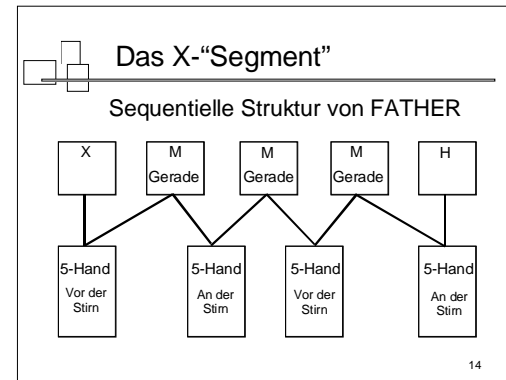 Das X-“Segment”
Sequentielle Struktur von FATHER
X
M
Gerade
M
Gerade
M
Gerade
H
5-Hand
Vor der
Stirn
5-Hand
An der
Stirn
5-Hand
Vor der
Stirn
5-Hand
An der
Stirn
14